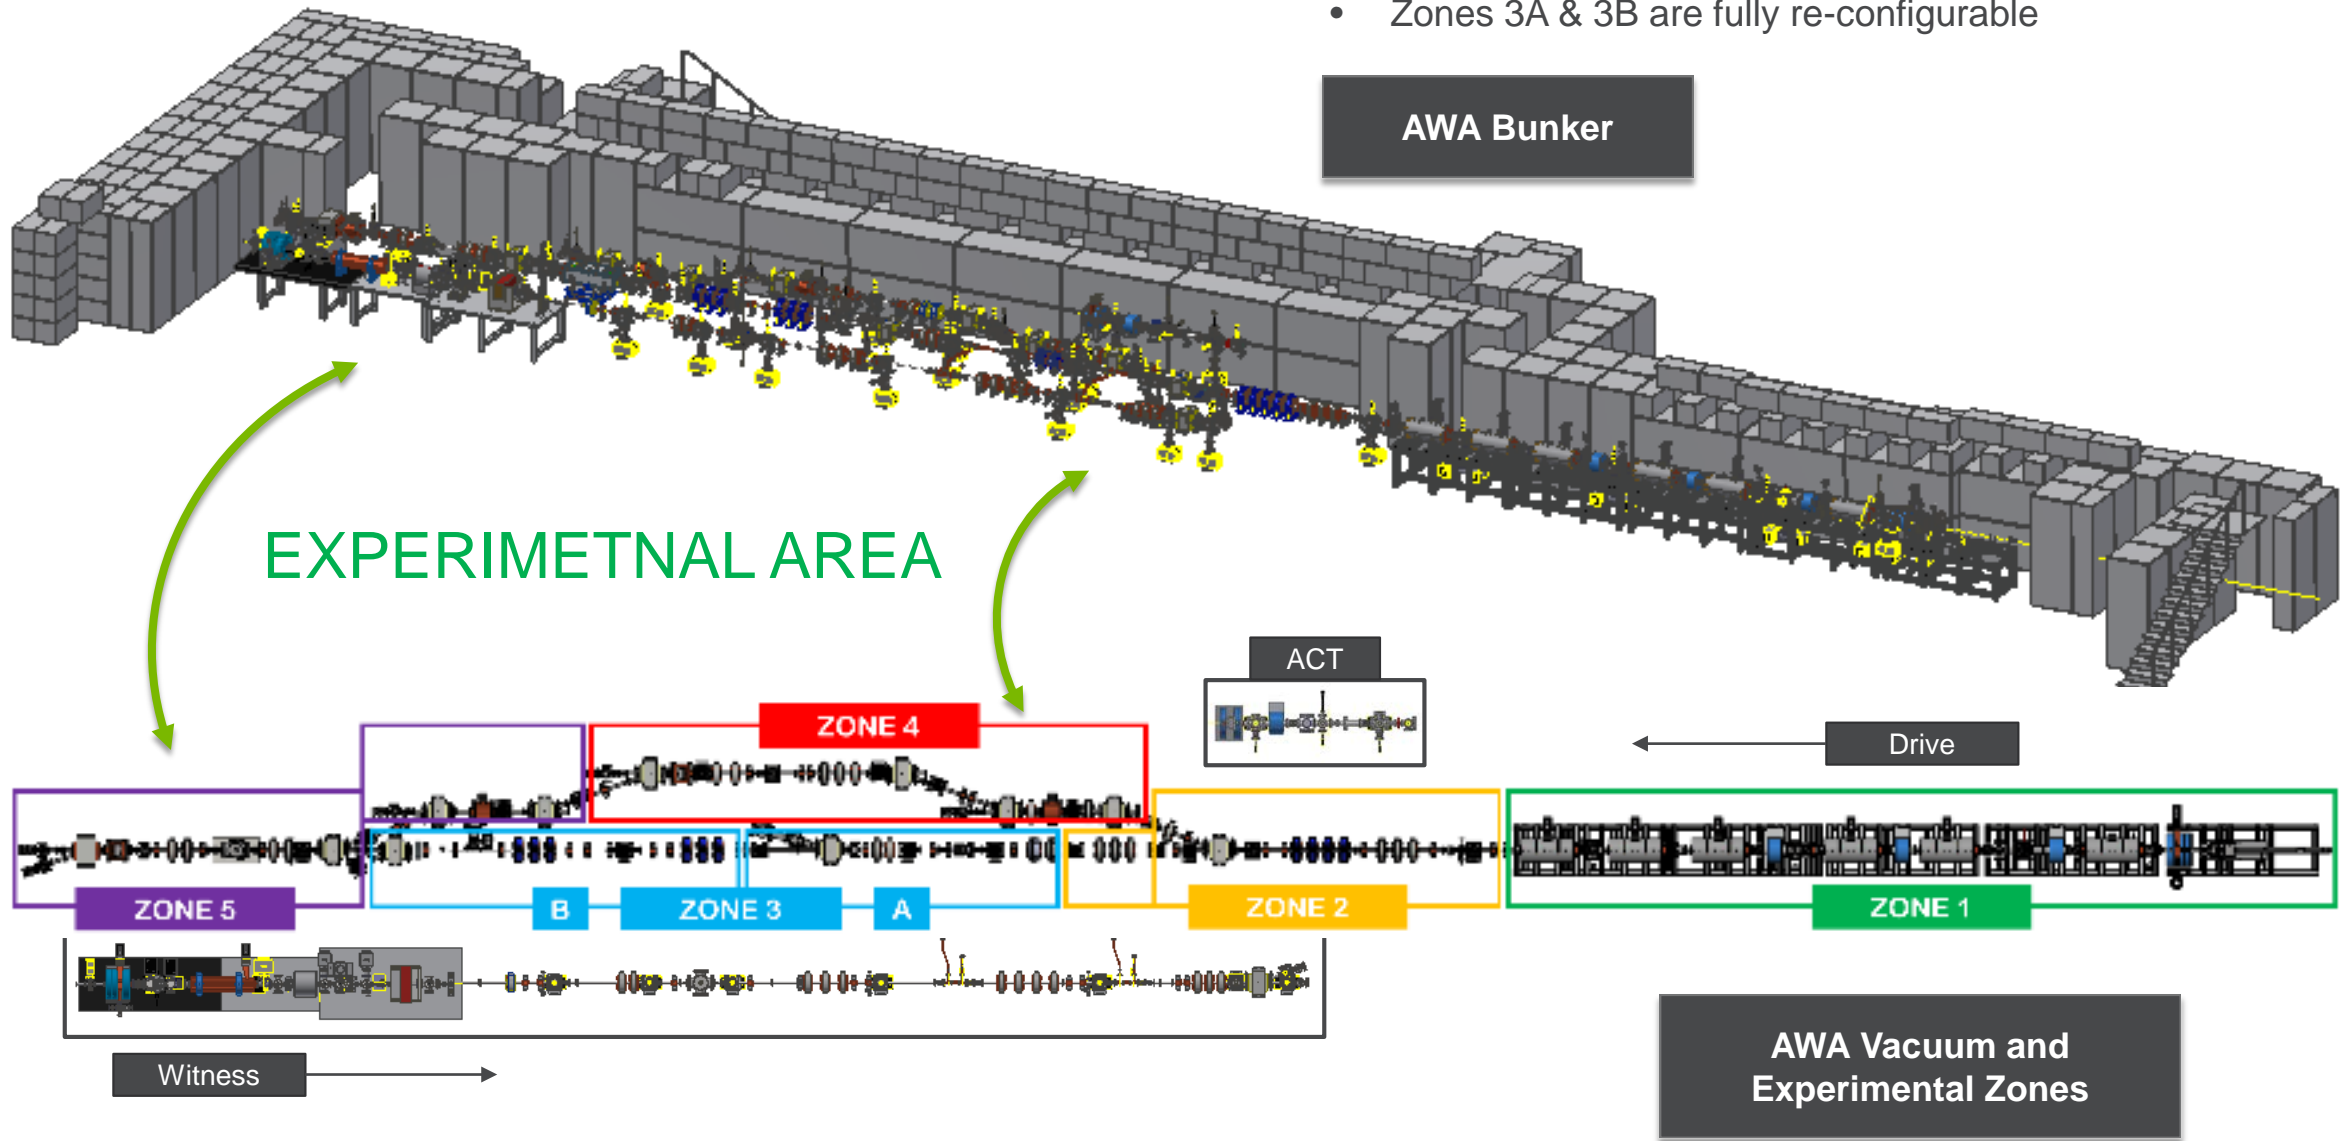 • Zones 3A & 3B are fully re-configurable
AWA Bunker
EXPERIMETNAL AREA
ACT
ZONE 4
Drive
ZONE 5
B
ZONE 3
A
ZONE 2
ZONE 1
Witness
AWA Vacuum and
Experimental Zones